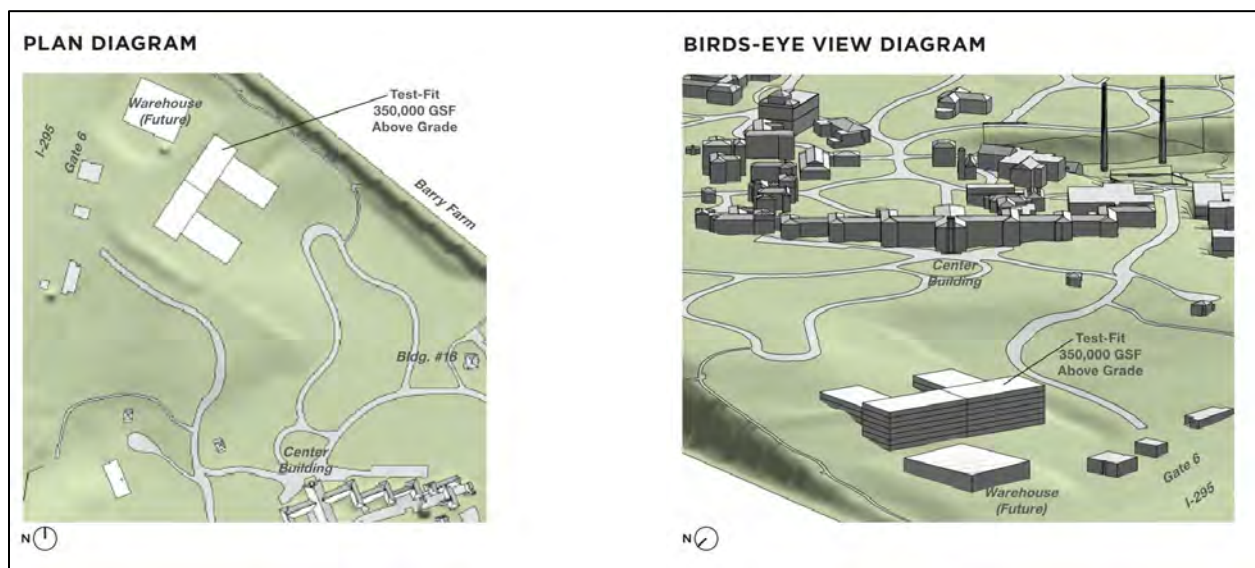 PLAN DIAGRAM
Test-Fit
350,000 GSF
Above Grade
Warehouse
(Future)
I-295
Gate 6
Barry Farm
Bldg. #16
Center
Building
N
BIRDS-EYE VIEW DIAGRAM
Center
Building
Test-Fit
350,000 GSF
Above Grade
Warehouse
(Future)
Gate 6
I-295
N